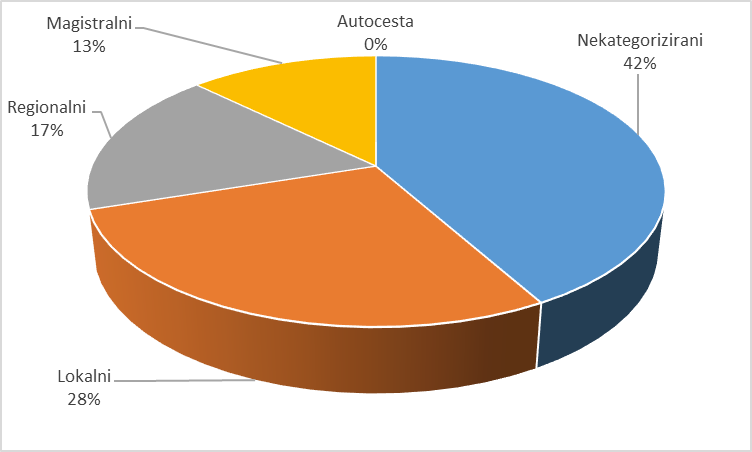 Autocesta
0%
Nekategorizirani
42%
Lokalni
28%
Regionalni
17%
Magistralni
13%